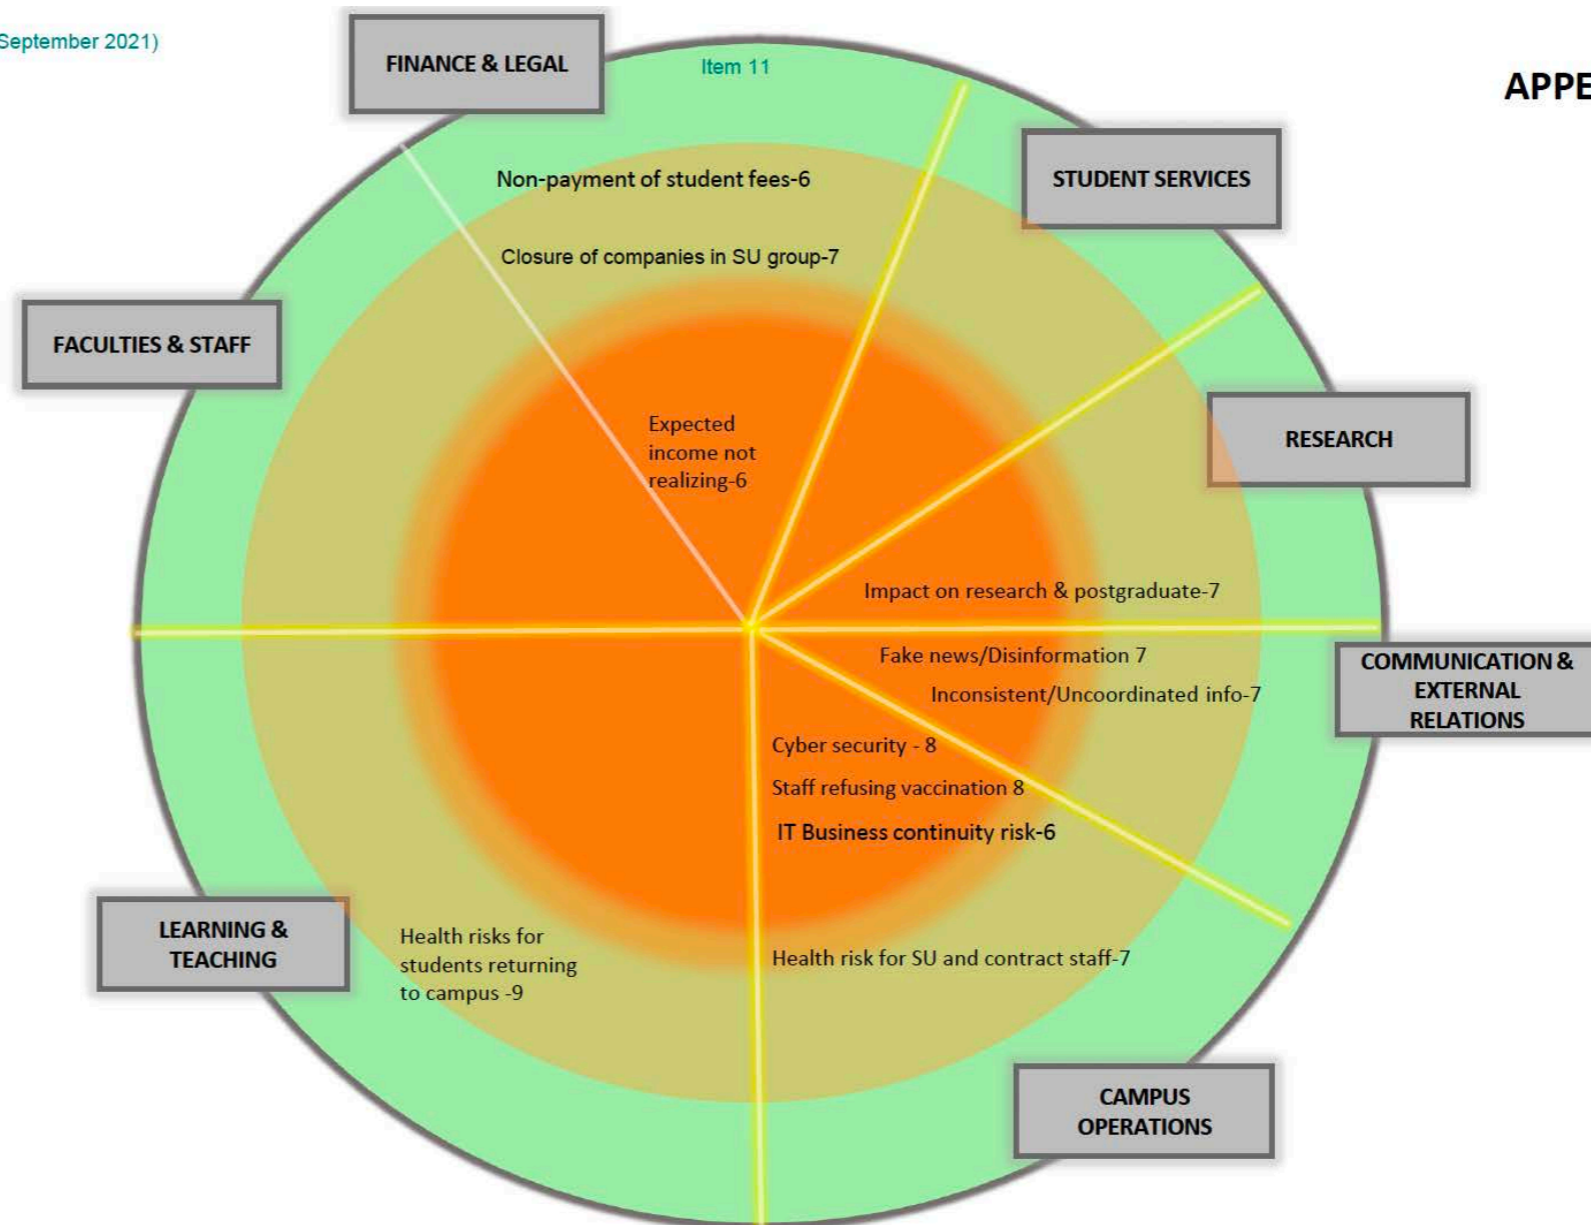 September 2021)
Item 11
APPE
FINANCE & LEGAL
STUDENT SERVICES
Non-payment of student fees-6
Closure of companies in SU group-7
FACULTIES & STAFF
RESEARCH
Expected
income not
realizing-6
Impact on research & postgraduate-7
Fake news/Disinformation 7
Inconsistent/Uncoordinated info-7
COMMUNICATION &
EXTERNAL
RELATIONS
Cyber security - 8
Staff refusing vaccination 8
IT Business continuity risk-6
LEARNING &
TEACHING
Health risks for
students returning
to campus -9
Health risk for SU and contract staff-7
CAMPUS
OPERATIONS